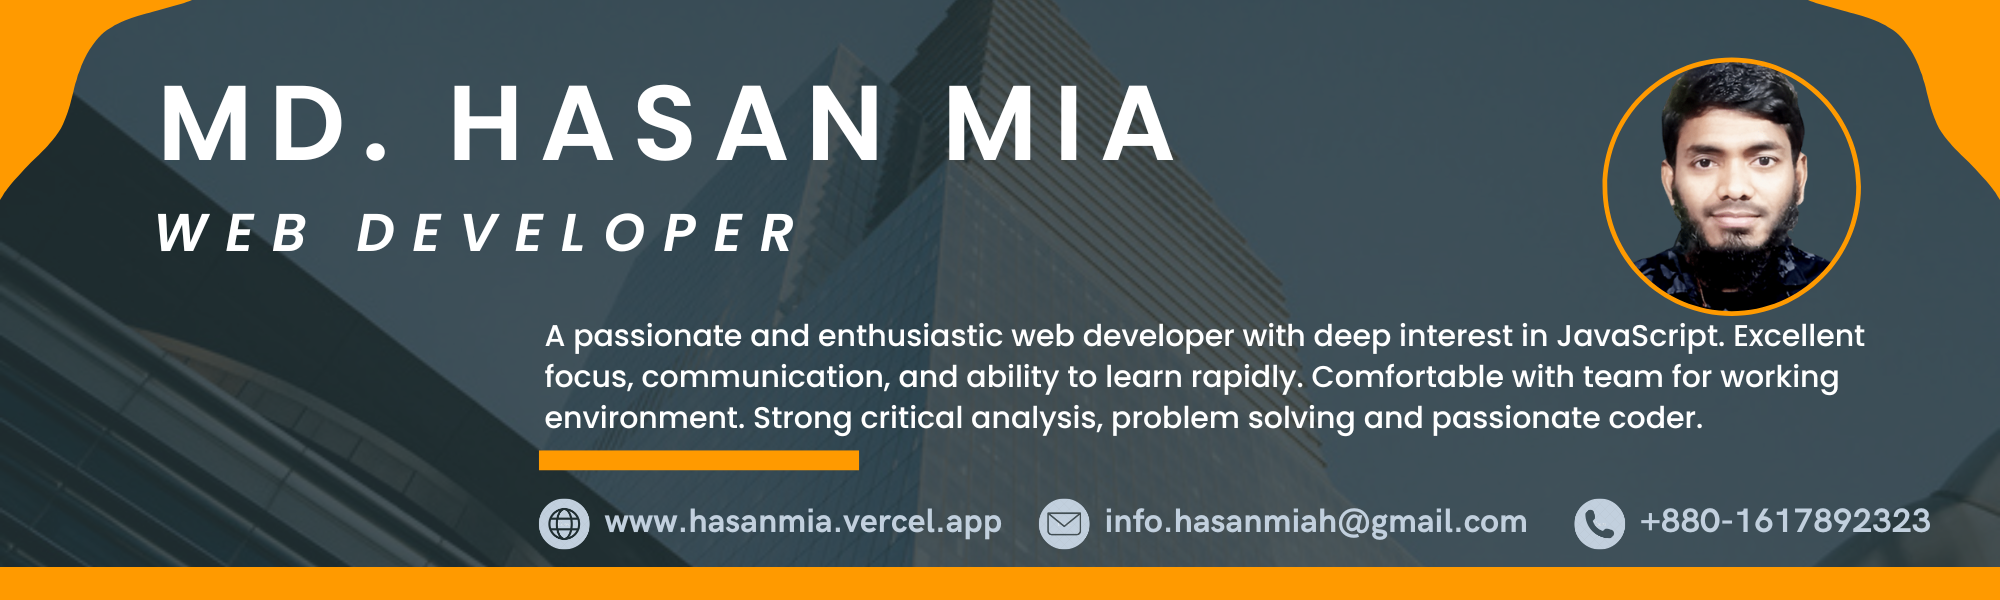 MD. HASAN MIA
WEB DEVELOPER
A passionate and enthusiastic web developer with deep interest in JavaScript. Excellent
focus, communication, and ability to learn rapidly. Comfortable with team for working
environment. Strong critical analysis, problem solving and passionate coder.
www.hasanmia.vercel.app
info.hasanmiah@gmail.com
+880-1617892323